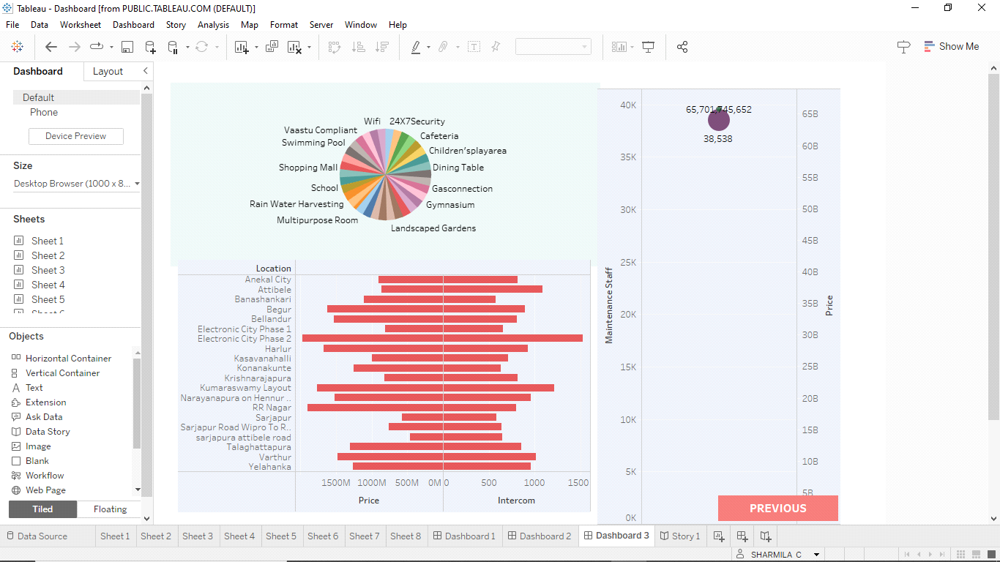 Tableau - Dashboard [from PUBLIC.TABLEAU.COM (DEFAULT)]
File Data Worksheet Dashboard Story Analysis Map Format Server Window Help
Show Me
Dashboard Layout
Default
Phone
Device Preview
Size
Desktop Browser (1000 x 8...
Sheets
Sheet 1
Sheet 2
Sheet 3
Sheet 4
Sheet 5
Objects
Horizontal Container
Vertical Container
Text
Extension
Ask Data
Data Story
Image
Blank
Workflow
Web Page
Tiled Floating
Wifi 24X7Security
Vaastu Compliant Cafeteria
Swimming Pool Children'splayarea
Shopping Mall Dining Table
School Gasconnection
Rain Water Harvesting Gymnasium
Multipurpose Room Landscaped Gardens
Location
Anekal City
Attibele
Banashankari
Begur
Bellandur
Electronic City Phase 1
Electronic City Phase 2
Harlur
Kasavanahalli
Konanakunte
Krishnarajapura
Kumaraswamy Layout
Narayanapura on Hennur ..
RR Nagar
Sarjapur
Sarjapur Road Wipro To R..
sarjapura attibele road
Talaghattapura
Varthur
Yelahanka
1500M 1000M 500M 0M 0 500 1000 1500
Price Intercom
40K
35K
30K
25K
20K
15K
10K
5K
0K
Maintenance Staff
65,701,745,652
38,538
65B
60B
55B
50B
45B
40B
35B
30B
25B
20B
15B
10B
5B
Price
PREVIOUS
Data Source Sheet 1 Sheet 2 Sheet 3 Sheet 4 Sheet 5 Sheet 6 Sheet 7 Sheet 8 Dashboard 1 Dashboard 2 Dashboard 3 Story 1
SHARMILA C